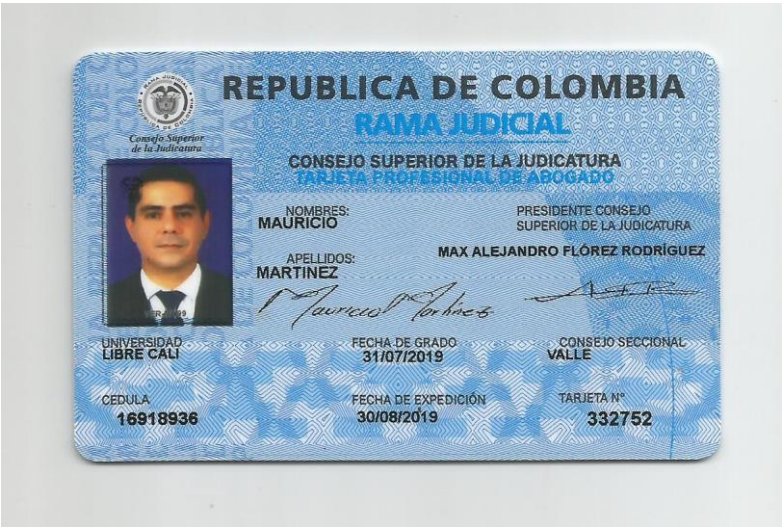 REPUBLICA DE COLOMBIA
RAMA JUDICIAL
RAMA JUDICIAL
Consejo Superior
de la Judicatura
CONSEJO SUPERIOR DE LA JUDICATURA
TARJETA PROFESIONAL DE ABOGADO
NOMBRES:
MAURICIO
PRESIDENTE CONSEJO
SUPERIOR DE LA JUDICATURA
MAX ALEJANDRO FLÓREZ RODRÍGUEZ
APELLIDOS:
MARTINEZ
Mauricio Martinez
UNIVERSIDAD
LIBRE CALI
FECHA DE GRADO
31/07/2019
CONSEJO SECCIONAL
VALLE
CEDULA
16918936
FECHA DE EXPEDICIÓN
30/08/2019
TARJETA N°
332752